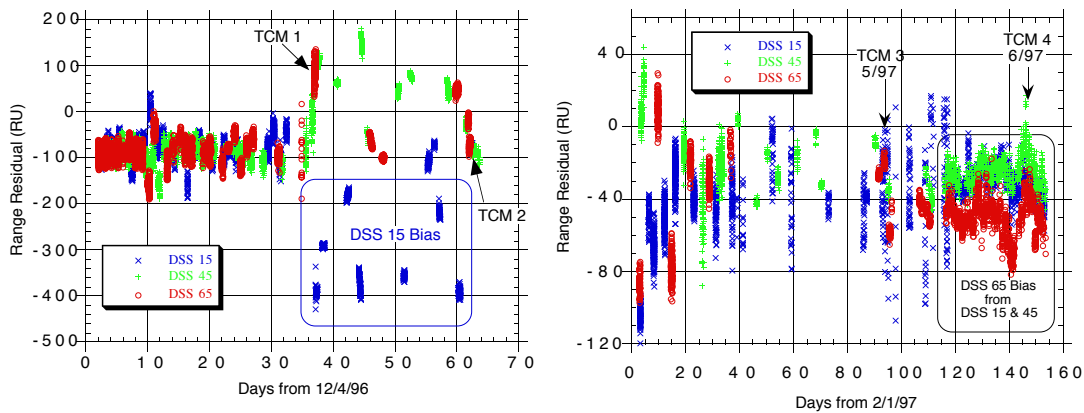 200
100
0
-100
-200
-300
-400
-500
Range Residual (RU)
TCM 1
TCM 2
DSS 15 Bias
DSS 15
DSS 45
DSS 65
0 10 20 30 40 50 60 70
Days from 12/4/96
40
0
-40
-80
-120
Range Residual (RU)
DSS 15
DSS 45
DSS 65
TCM 3
5/97
TCM 4
6/97
DSS 65 Bias
from
DSS 15 & 45
0 20 40 60 80 100 120 140 160
Days from 2/1/97